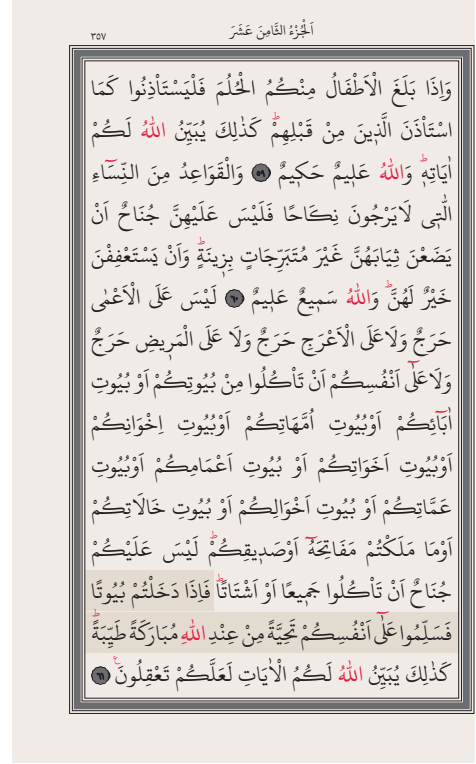 اَلْجُزْءُ الثَّامِنَ عَشَرَ
٣٥٧
وَاِذَا بَلَغَ الْاَطْفَالُ مِنْكُمُ الْحُلُمَ فَلْيَسْتَأْذِنُوا كَمَا
اسْتَأْذَنَ الَّذٖينَ مِنْ قَبْلِهِمْؕ كَذٰلِكَ يُبَيِّنُ اللّٰهُ لَكُمْ
اٰيَاتِهٖؕ وَاللّٰهُ عَلٖيمٌ حَكٖيمٌ ﴿٥٩﴾ وَالْقَوَاعِدُ مِنَ النِّسَٓاءِ
الّٰتٖى لَايَرْجُونَ نِكَاحًا فَلَيْسَ عَلَيْهِنَّ جُنَاحٌ اَنْ
يَضَعْنَ ثِيَابَهُنَّ غَيْرَ مُتَبَرِّجَاتٍ بِزٖينَةٍؕ وَاَنْ يَسْتَعْفِفْنَ
خَيْرٌ لَهُنَّؕ وَاللّٰهُ سَمٖيعٌ عَلٖيمٌ ﴿٦٠﴾ لَيْسَ عَلَى الْاَعْمٰى
حَرَجٌ وَلَاعَلَى الْاَعْرَجِ حَرَجٌ وَلَا عَلَى الْمَرٖيضِ حَرَجٌ
وَلَاعَلٰٓى اَنْفُسِكُمْ اَنْ تَأْكُلُوا مِنْ بُيُوتِكُمْ اَوْ بُيُوتِ
اٰبَٓائِكُمْ اَوْبُيُوتِ اُمَّهَاتِكُمْ اَوْبُيُوتِ اِخْوَانِكُمْ
اَوْبُيُوتِ اَخَوَاتِكُمْ اَوْ بُيُوتِ اَعْمَامِكُمْ اَوْبُيُوتِ
عَمَّاتِكُمْ اَوْ بُيُوتِ اَخْوَالِكُمْ اَوْ بُيُوتِ خَالَاتِكُمْ
اَوْمَا مَلَكْتُمْ مَفَاتِحَهُٓ اَوْصَدٖيقِكُمْؕ لَيْسَ عَلَيْكُمْ
جُنَاحٌ اَنْ تَأْكُلُوا جَمٖيعًا اَوْ اَشْتَاتًاؕ فَاِذَا دَخَلْتُمْ بُيُوتًا
فَسَلِّمُوا عَلٰٓى اَنْفُسِكُمْ تَحِيَّةً مِنْ عِنْدِ اللّٰهِ مُبَارَكَةً طَيِّبَةًؕ
كَذٰلِكَ يُبَيِّنُ اللّٰهُ لَكُمُ الْاٰيَاتِ لَعَلَّكُمْ تَعْقِلُونَࣖ ﴿٦١﴾